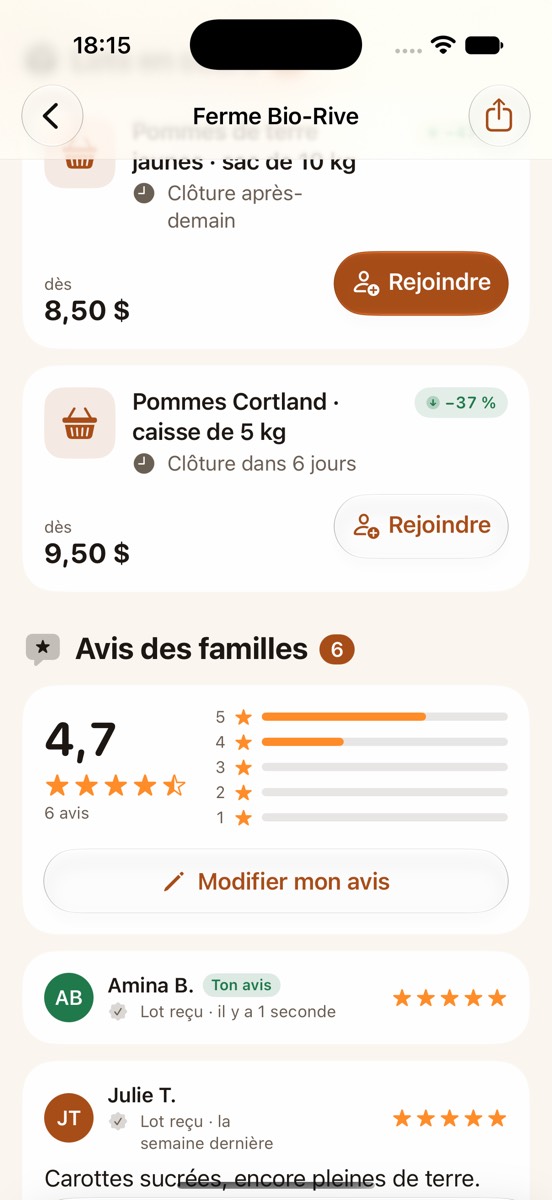 18:15
Ferme Bio-Rive
Pommes de terre
jaunes · sac de 10 kg
Clôture après-
demain
dès
8,50 $
Rejoindre
Pommes Cortland ·
caisse de 5 kg
−37 %
Clôture dans 6 jours
dès
9,50 $
Rejoindre
Avis des familles 6
4,7
6 avis
5
4
3
2
1
Modifier mon avis
AB
Amina B. Ton avis
Lot reçu · il y a 1 seconde
JT
Julie T.
Lot reçu · la
semaine dernière
Carottes sucrées, encore pleines de terre.